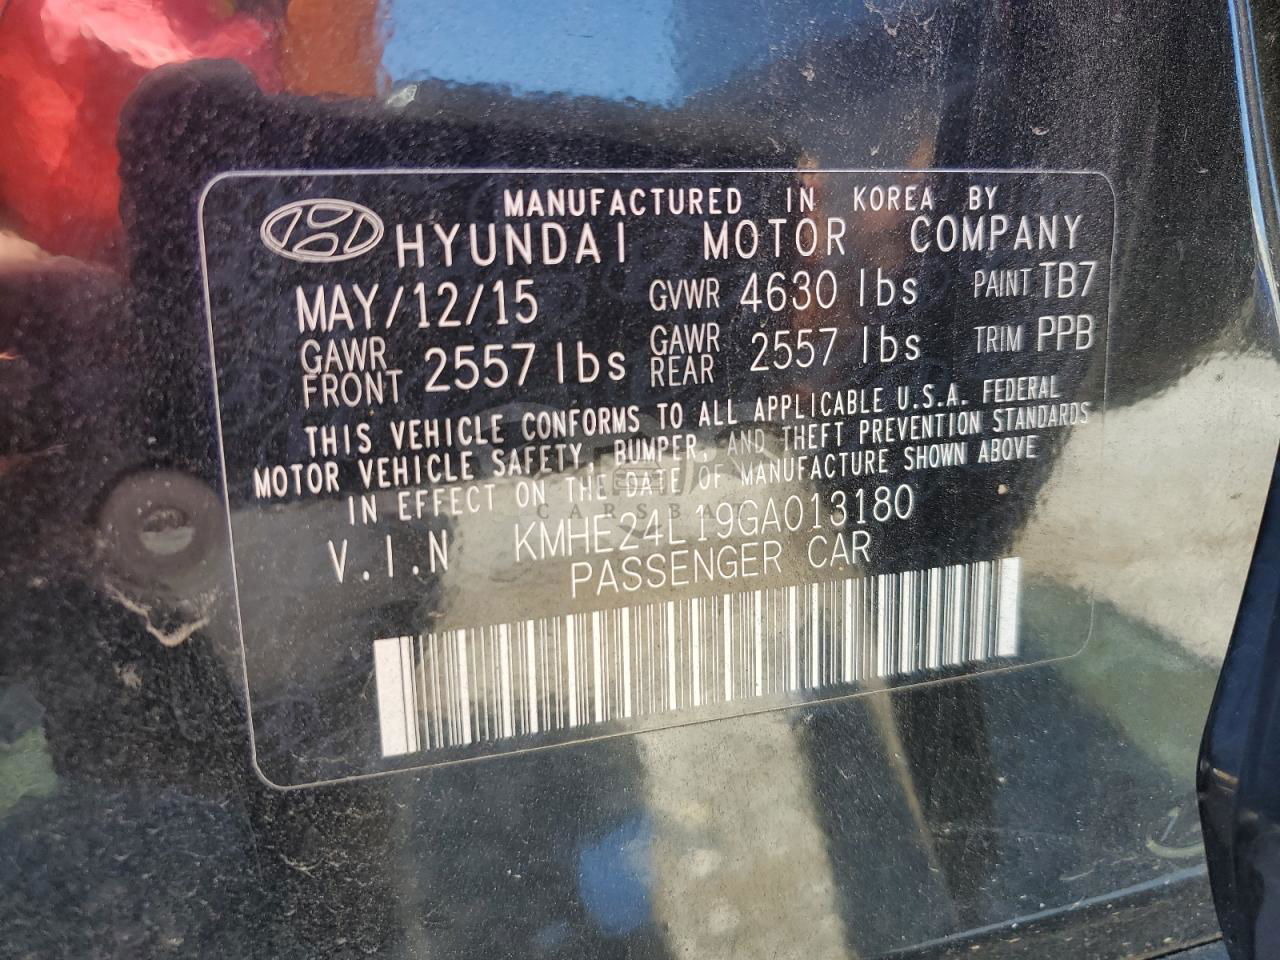 MANUFACTURED IN KOREA BY
HYUNDAI MOTOR COMPANY
MAY/12/15 GVWR 4630 lbs PAINT TB7
GAWR FRONT 2557 lbs GAWR REAR 2557 lbs TRIM PPB
THIS VEHICLE CONFORMS TO ALL APPLICABLE U.S.A. FEDERAL
MOTOR VEHICLE SAFETY, BUMPER, AND THEFT PREVENTION STANDARDS
IN EFFECT ON THE DATE OF MANUFACTURE SHOWN ABOVE
V.I.N KMHE24L19GA013180
PASSENGER CAR